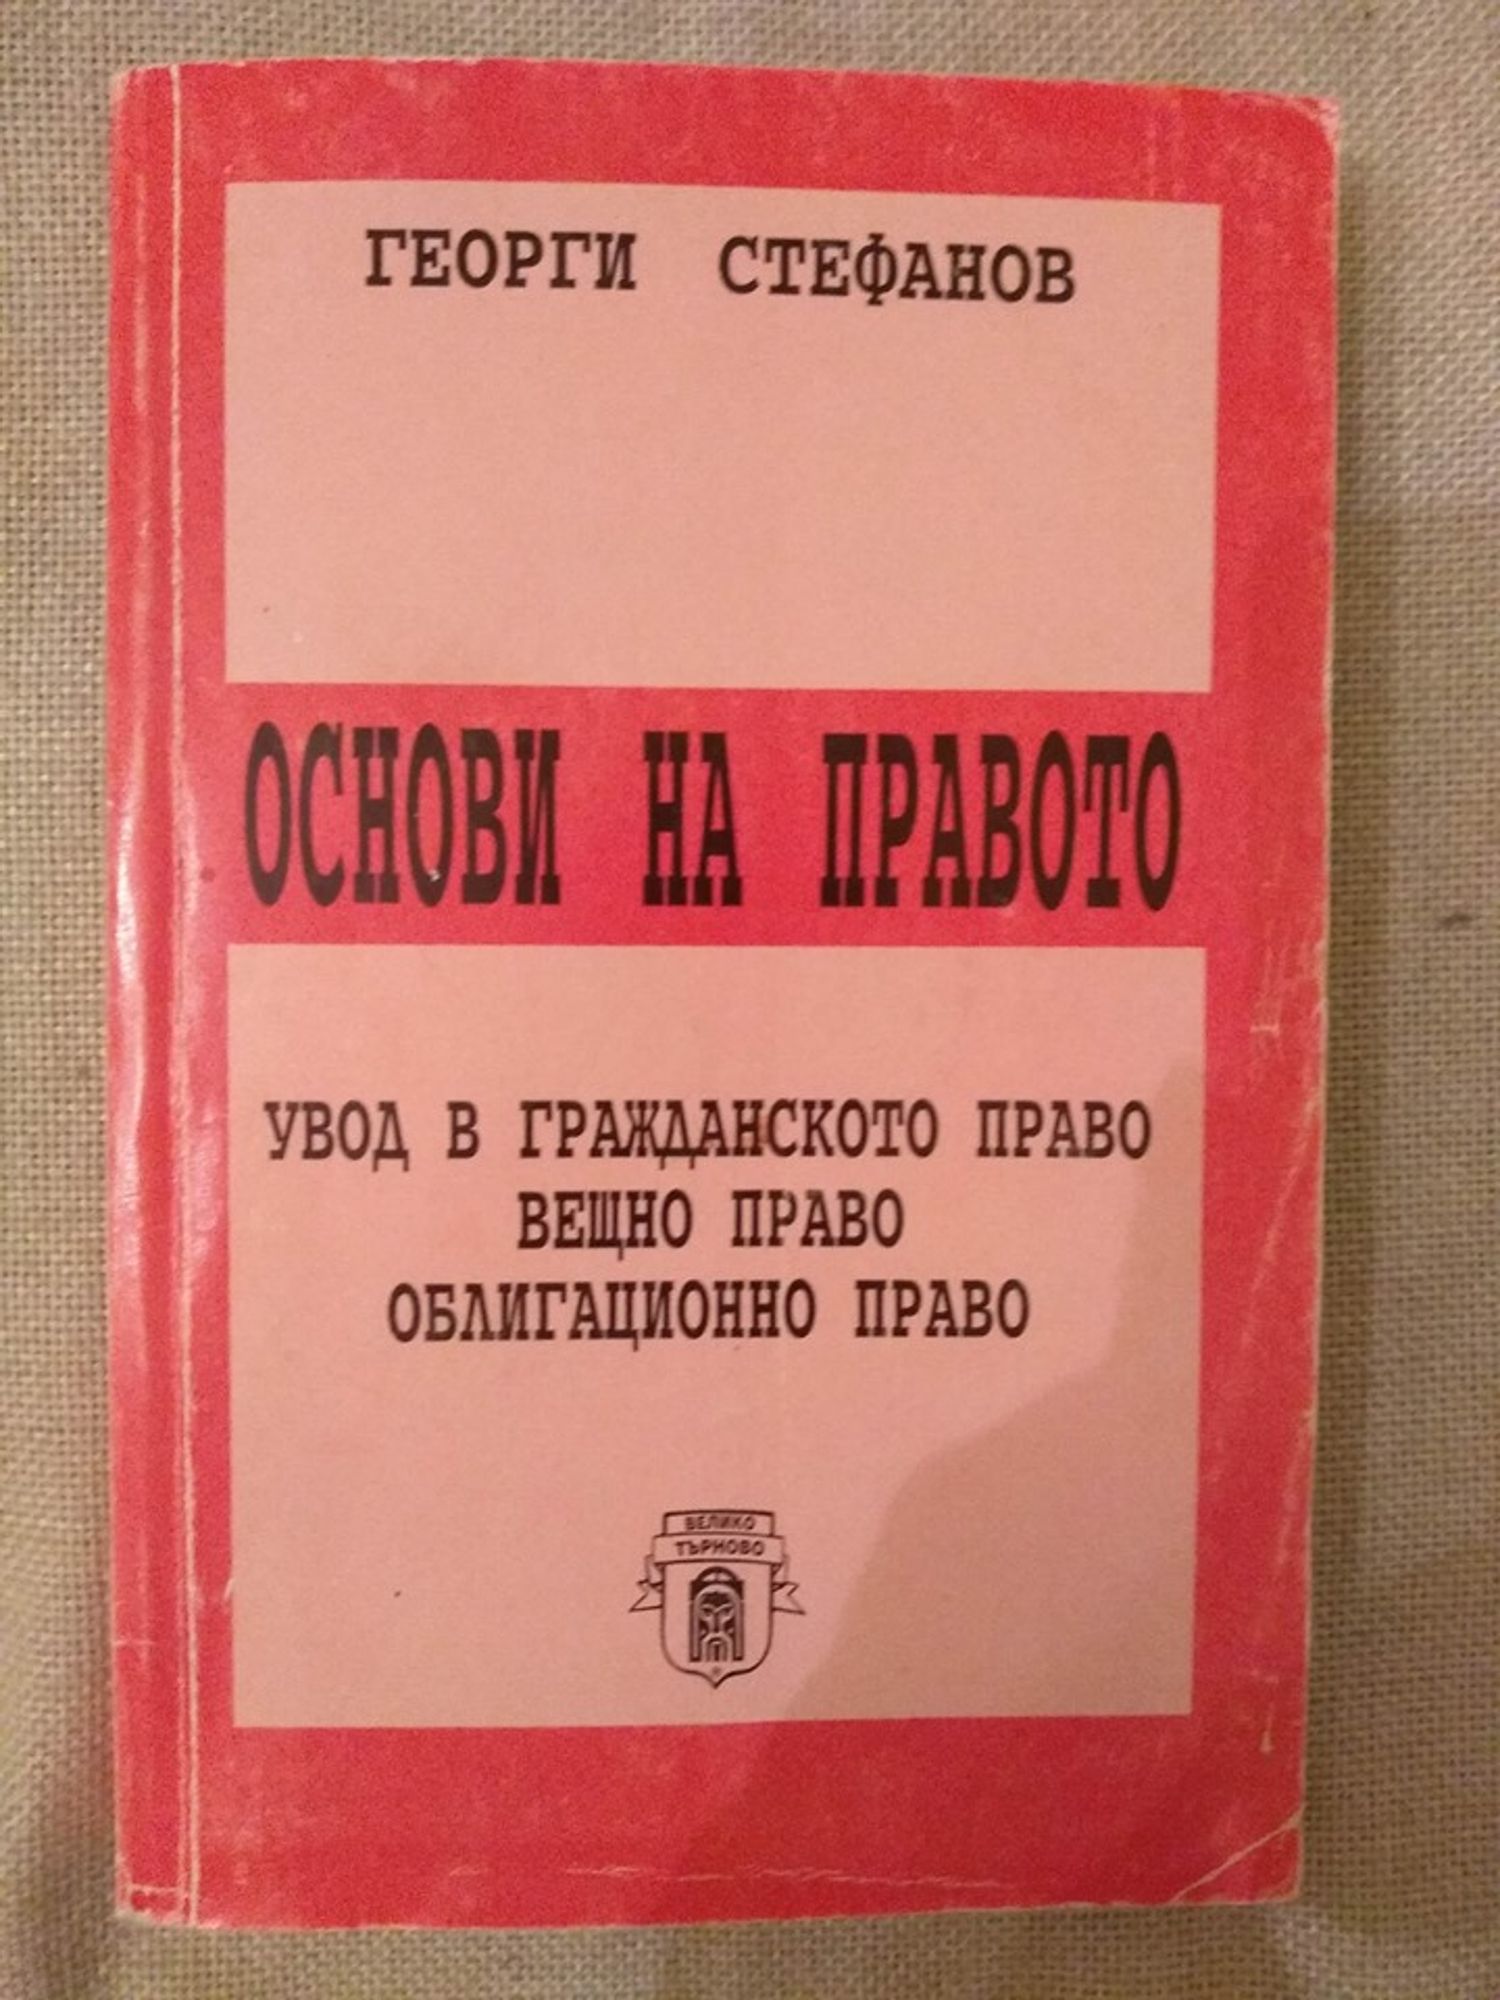 ГЕОРГИ СТЕФАНОВ
ОСНОВИ НА ПРАВОТО
УВОД В ГРАЖДАНСКОТО ПРАВО
ВЕЩНО ПРАВО
ОБЛИГАЦИОННО ПРАВО
ВЕЛИКО
ТЪРНОВО